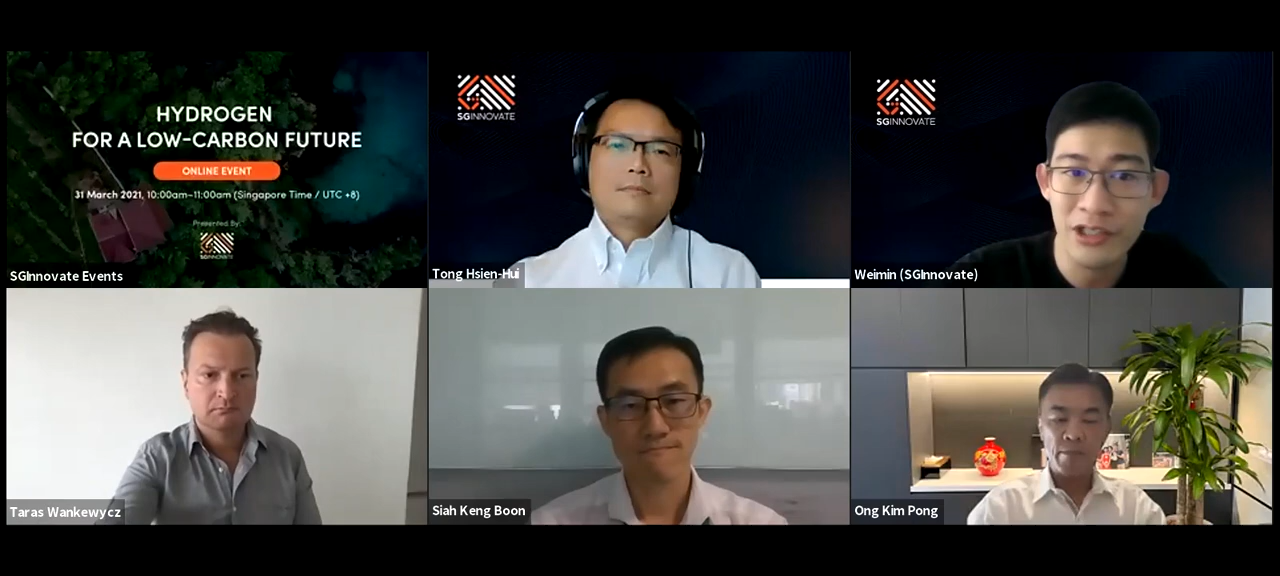 HYDROGEN
FOR A LOW-CARBON FUTURE
ONLINE EVENT
31 March 2021, 10:00am–11:00am (Singapore Time / UTC +8)
Presented By:
SGINNOVATE
SGInnovate Events
SGINNOVATE
Tong Hsien-Hui
SGINNOVATE
Weimin (SGInnovate)
Taras Wankewycz
Siah Keng Boon
Ong Kim Pong